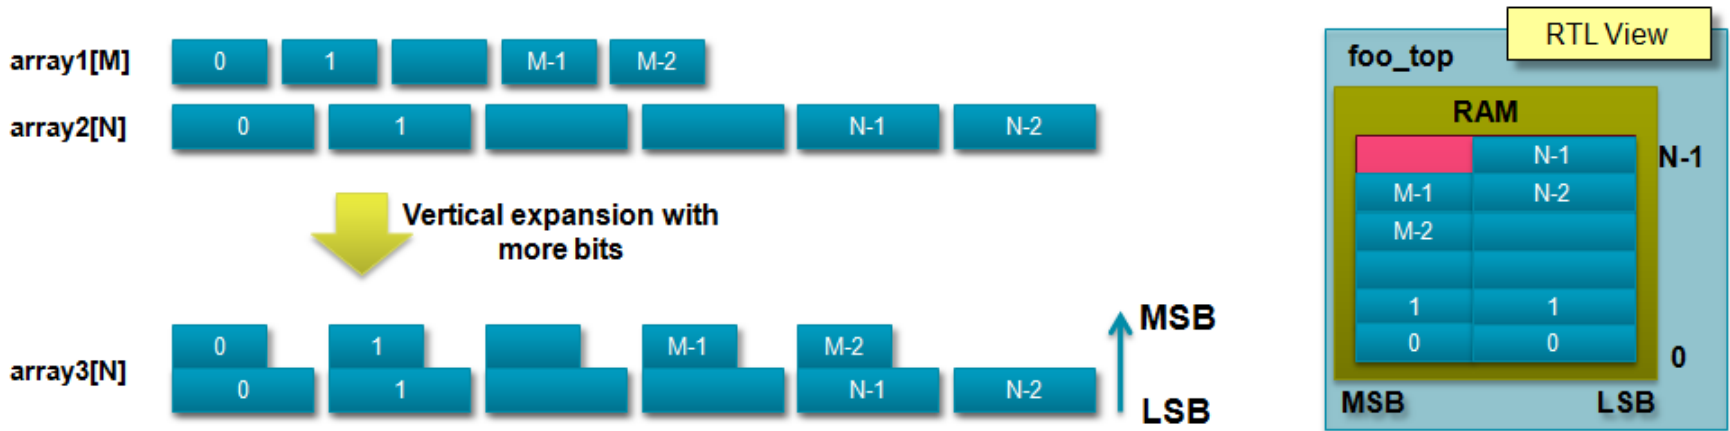 array1[M] 0 1 M-1 M-2
array2[N] 0 1 N-1 N-2
Vertical expansion with
more bits
array3[N]
0 1 M-1 M-2
0 1 N-1 N-2
MSB
LSB
RTL View
foo_top
RAM
N-1 N-1
M-1 N-2
M-2
1 1
0 0 0
MSB LSB